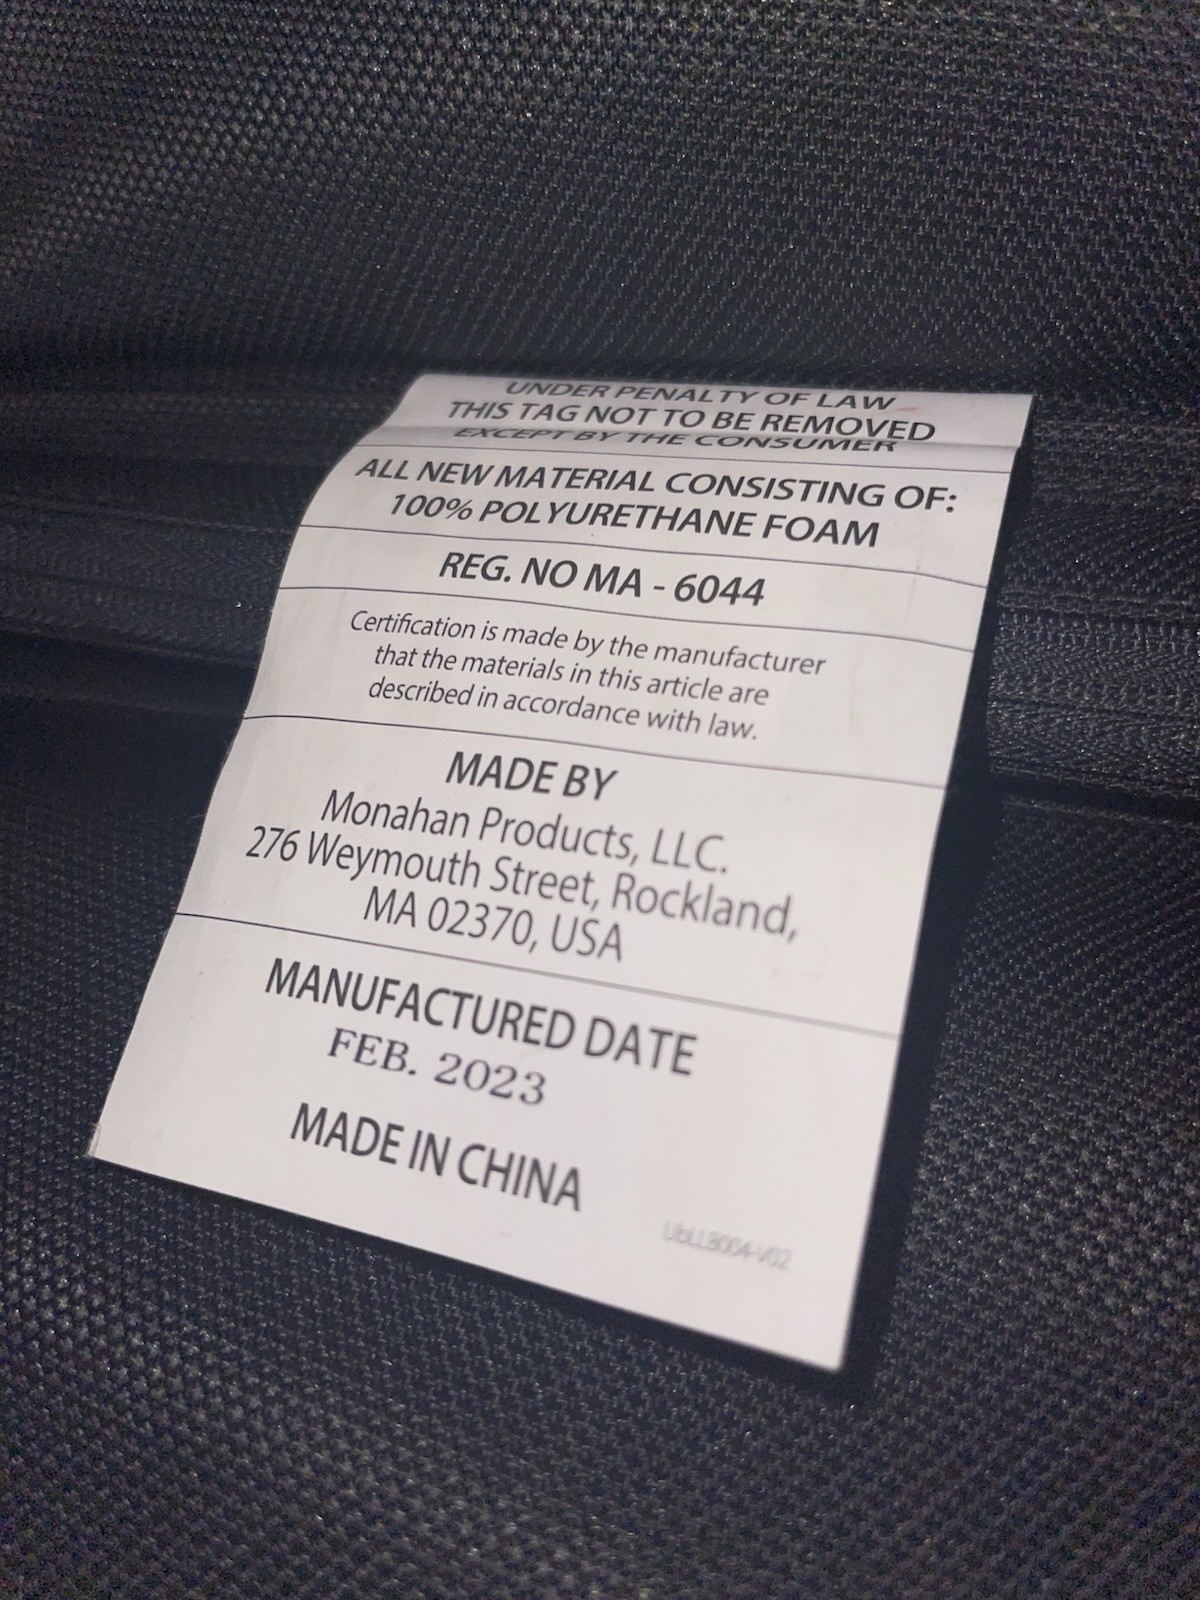 UNDER PENALTY OF LAW
THIS TAG NOT TO BE REMOVED
EXCEPT BY THE CONSUMER
ALL NEW MATERIAL CONSISTING OF:
100% POLYURETHANE FOAM
REG. NO MA - 6044
Certification is made by the manufacturer
that the materials in this article are
described in accordance with law.
MADE BY
Monahan Products, LLC.
276 Weymouth Street, Rockland,
MA 02370, USA
MANUFACTURED DATE
FEB. 2023
MADE IN CHINA